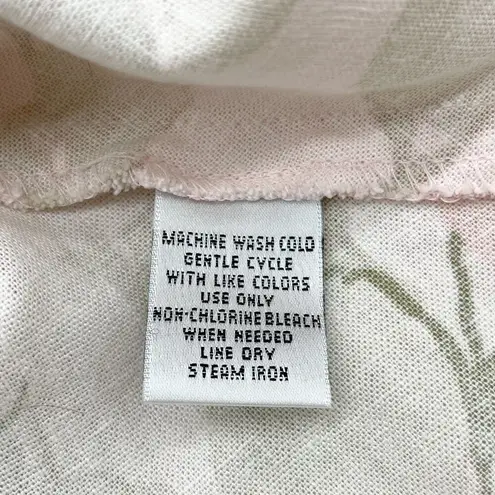 MACHINE WASH COLD
GENTLE CYCLE
WITH LIKE COLORS
USE ONLY
NON-CHLORINE BLEACH
WHEN NEEDED
LINE DRY
STEAM IRON